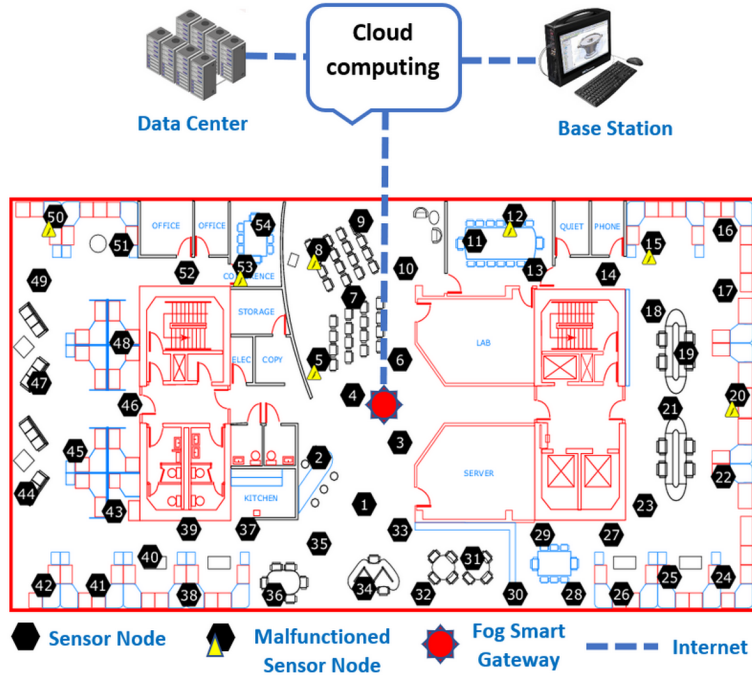 Cloud
computing
Data Center
Base Station
50
51
OFFICE
OFFICE
54
9
8
12
11
QUIET
PHONE
15
16
49
52
53
CONFERENCE
10
13
14
17
7
STORAGE
18
48
ELEC
COPY
5
6
LAB
19
47
46
4
20
21
45
2
3
44
KITCHEN
SERVER
22
43
39
37
1
33
23
35
29
27
40
31
42
41
38
36
34
32
30
28
26
25
24
Sensor Node
Malfunctioned
Sensor Node
Fog Smart
Gateway
Internet